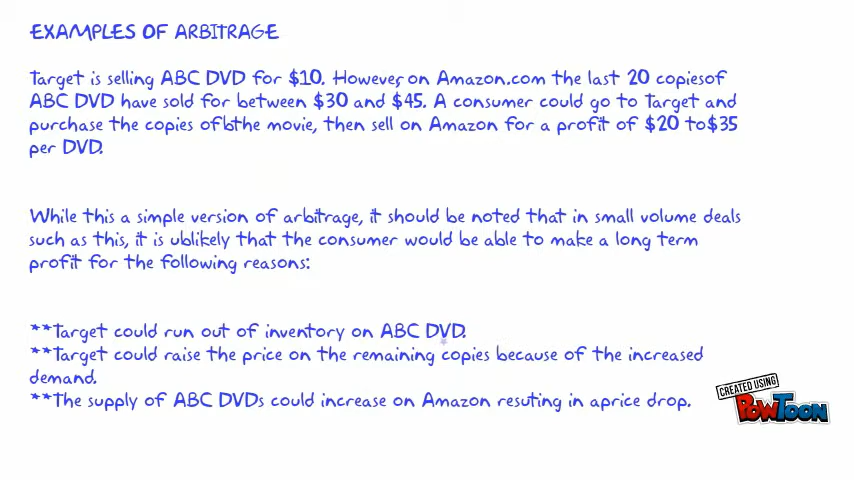 EXAMPLES OF ARBITRAGE
Target is selling ABC DVD for $10. However, on Amazon.com the last 20 copiesof
ABC DVD have sold for between $30 and $45. A consumer could go to Target and
purchase the copies ofbthe movie, then sell on Amazon for a profit of $20 to$35
per DVD.
While this a simple version of arbitrage, it should be noted that in small volume deals
such as this, it is ublikely that the consumer would be able to make a long term
profit for the following reasons:
**Target could run out of inventory on ABC DVD.
**Target could raise the price on the remaining copies because of the increased
demand.
**The supply of ABC DVDs could increase on Amazon resuting in aprice drop.
CREATED USING
POWTOON